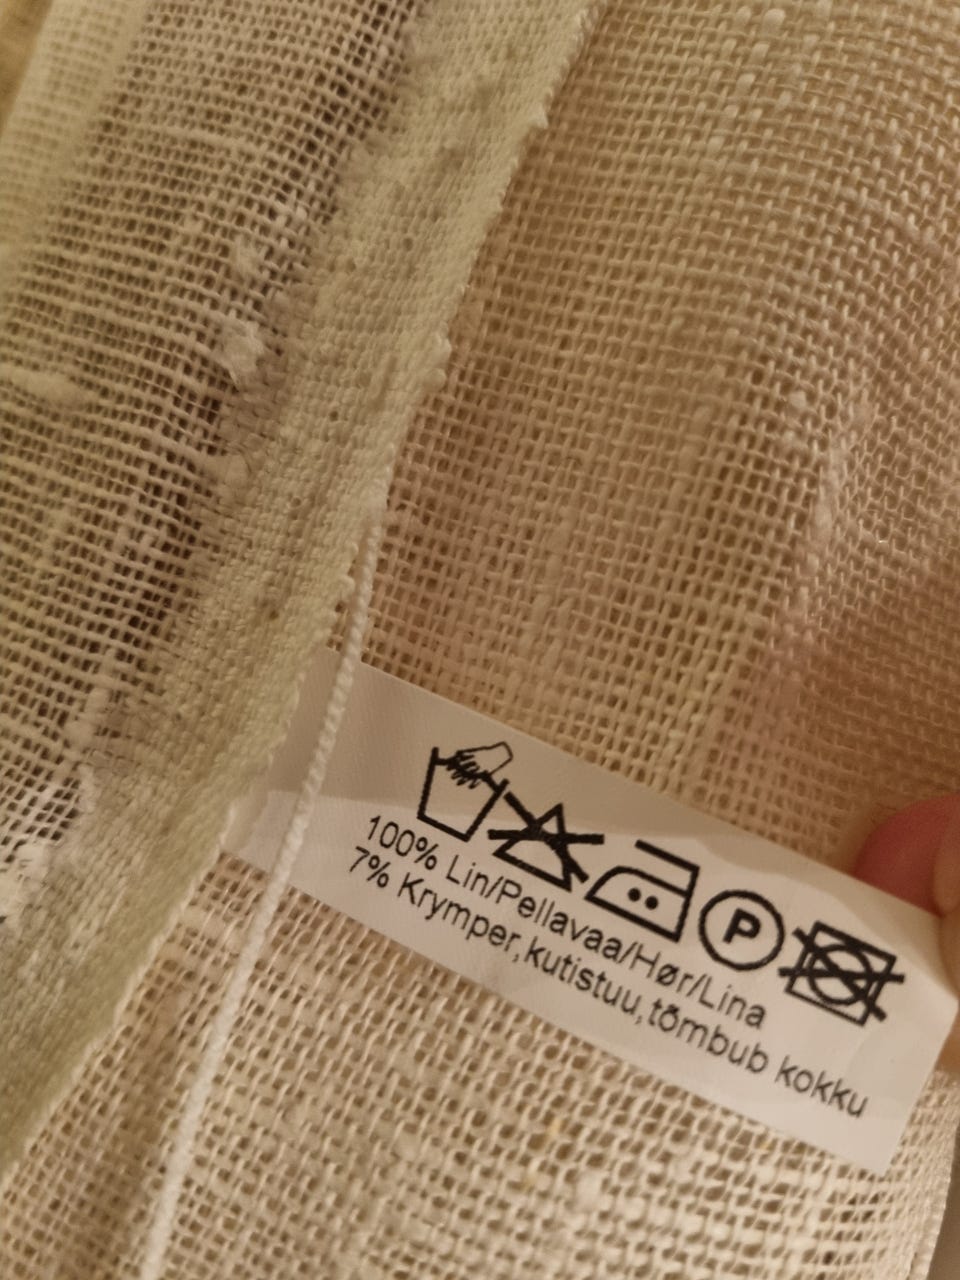 P
100% Lin/Pellavaa/Hør/Lina
7% Krymper, kutistuu, tõmbub kokku